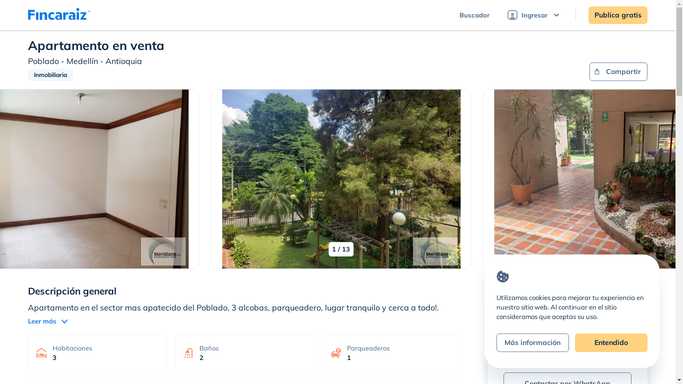 Fincaraiz
Buscador
Ingresar
Publica gratis
Apartamento en venta
Poblado - Medellín - Antioquia
Inmobiliaria
Compartir
Meridiano
1 / 13
Meridiano
Descripción general
Apartamento en el sector mas apatecido del Poblado, 3 alcobas, parqueadero, lugar tranquilo y cerca a todo!.
Leer más
Habitaciones
3
Baños
2
Parqueaderos
1
Utilizamos cookies para mejorar tu experiencia en
nuestro sitio web. Al continuar en el sitio
consideramos que aceptas su uso.
Más información
Entendido
Contactar por WhatsApp